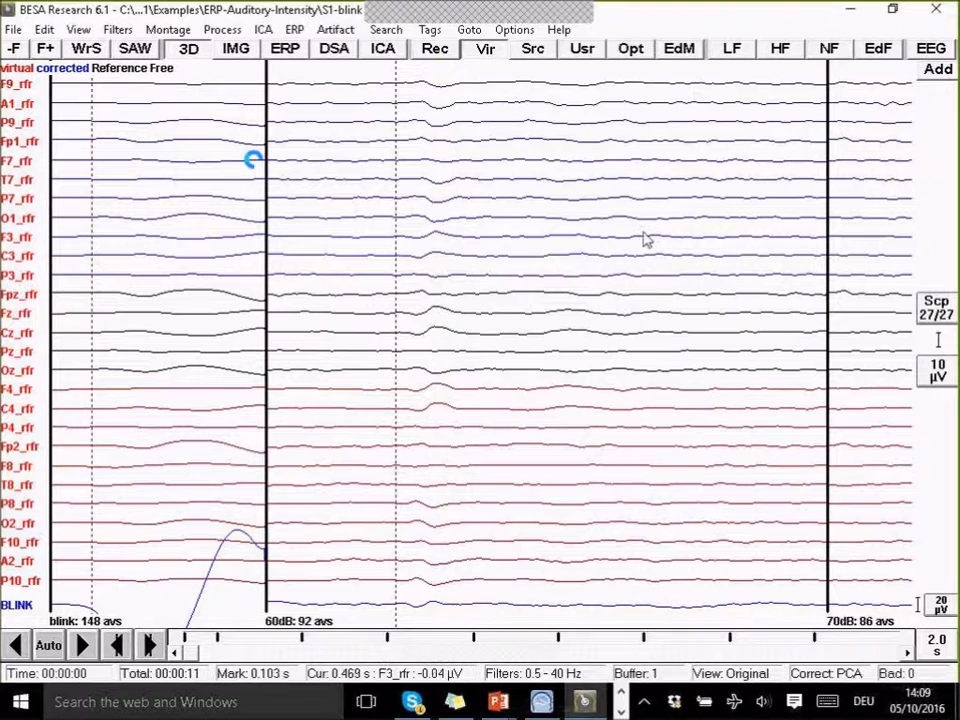 BESA Research 6.1 - C:\...1\Examples\ERP-Auditory-Intensity\S1-blink
File Edit View Filters Montage Process ICA ERP Artifact Search Tags Goto Options Help
-F F+ WrS SAW 3D IMG ERP DSA ICA Rec Vir Src Usr Opt EdM LF HF NF EdF EEG
virtual corrected Reference Free
Add
F9_rfr
A1_rfr
P9_rfr
Fp1_rfr
F7_rfr
T7_rfr
P7_rfr
O1_rfr
F3_rfr
C3_rfr
P3_rfr
Fpz_rfr
Scp
27/27
Fz_rfr
Cz_rfr
Pz_rfr
Oz_rfr
10
µV
F4_rfr
C4_rfr
P4_rfr
Fp2_rfr
F8_rfr
T8_rfr
P8_rfr
O2_rfr
F10_rfr
A2_rfr
P10_rfr
BLINK
20
µV
blink: 148 avs 60dB: 92 avs 70dB: 86 avs
Auto
2.0
s
Time: 00:00:00 Total: 00:00:11 Mark: 0.103 s Cur: 0.469 s : F3_rfr : -0.04 µV Filters: 0.5 - 40 Hz Buffer: 1 View: Original Correct: PCA Bad: 0
Search the web and Windows
DEU
14:09
05/10/2016